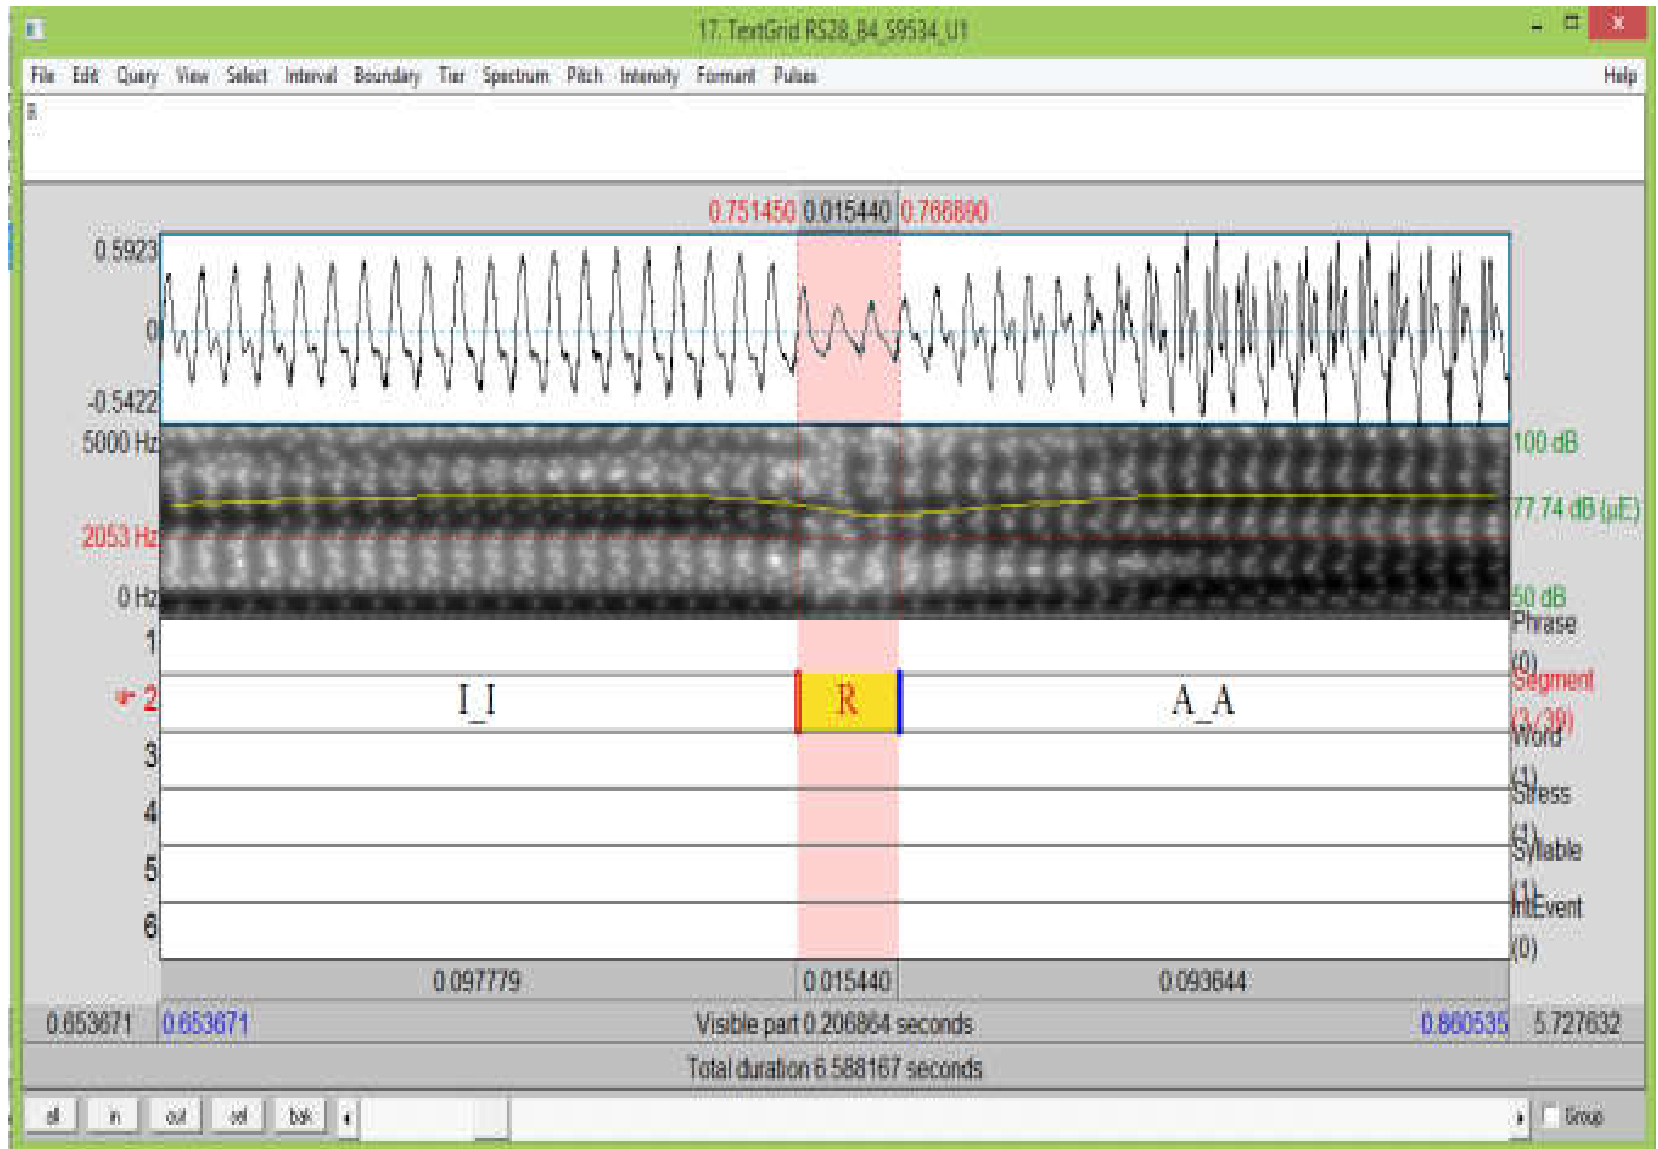 17. TextGrid RS28_B4_S9534_U1
File Edit Query View Select Interval Boundary Tier Spectrum Pitch Intensity Formant Pulses Help
R
0.751450 0.015440 0.766890
0.5923
0
-0.5422
5000 Hz 100 dB
77.74 dB (µE)
2053 Hz
0 Hz 50 dB
1 Phrase
(0)
2 I_I R A_A Segment
(3/39)
3 Word
(1)
4 Stress
(1)
5 Syllable
(1)
6 IntEvent
(0)
0.097779 0.015440 0.093644
0.653671 0.653671 Visible part 0.206864 seconds 0.860535 5.727632
Total duration 6.588167 seconds
all in out sel bak Group